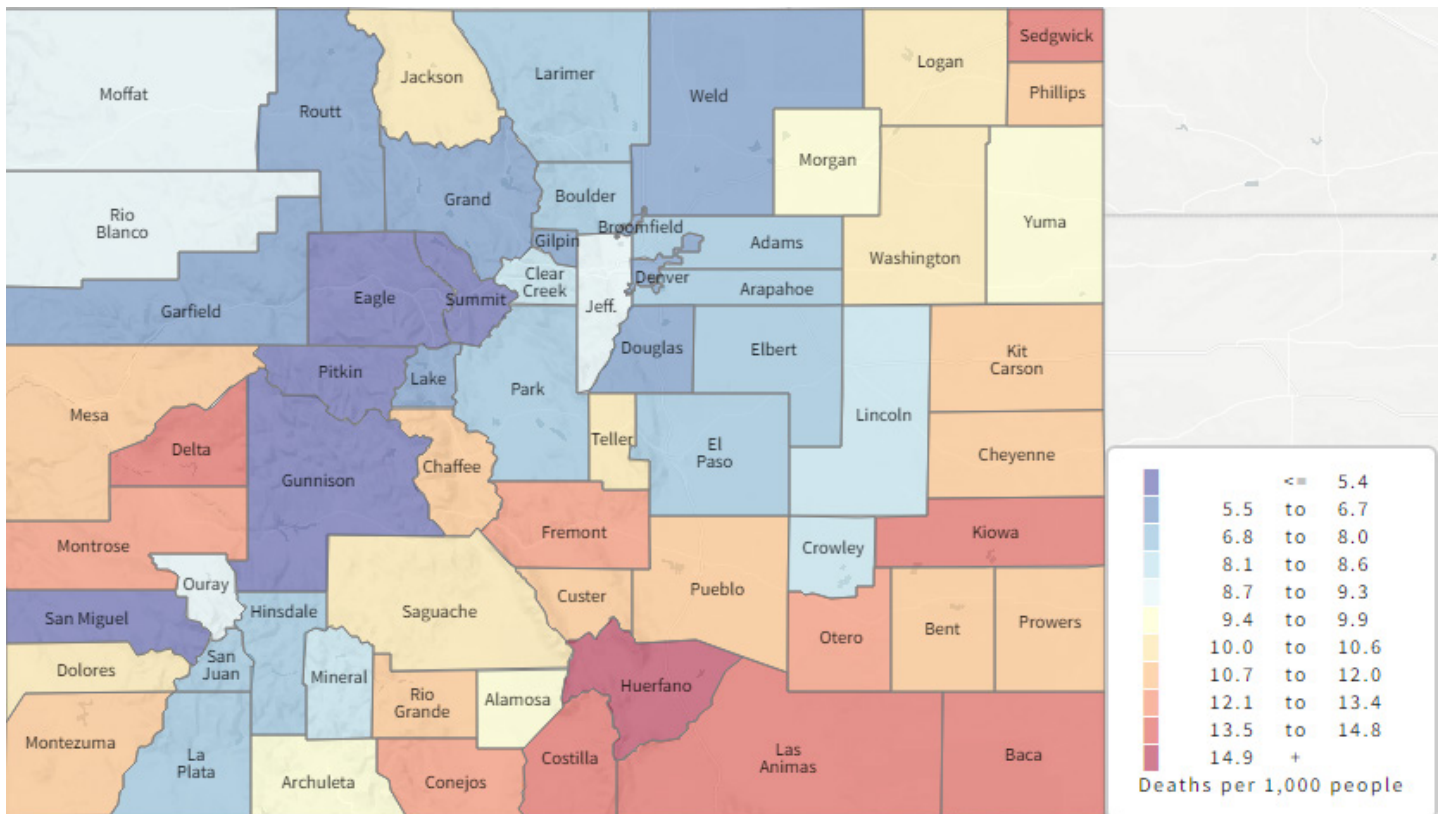 Sedgwick
Logan
Jackson
Larimer
Moffat
Phillips
Weld
Routt
Morgan
Boulder
Grand
Rio
Blanco
Yuma
Broomfield
Gilpin
Adams
Washington
Clear
Creek
Denver
Arapahoe
Eagle
Summit
Jeff.
Garfield
Douglas
Elbert
Kit
Carson
Pitkin
Lake
Park
Mesa
Lincoln
Teller
Delta
El
Paso
Cheyenne
Chaffee
Gunnison
Fremont
Kiowa
Montrose
Crowley
Ouray
Pueblo
Custer
Hinsdale
Saguache
San Miguel
Prowers
Bent
Otero
San
Juan
Dolores
Mineral
Huerfano
Rio
Grande
Alamosa
Montezuma
La
Plata
Costilla
Las
Animas
Baca
Archuleta
Conejos
<= 5.4
5.5 to 6.7
6.8 to 8.0
8.1 to 8.6
8.7 to 9.3
9.4 to 9.9
10.0 to 10.6
10.7 to 12.0
12.1 to 13.4
13.5 to 14.8
14.9 +
Deaths per 1,000 people